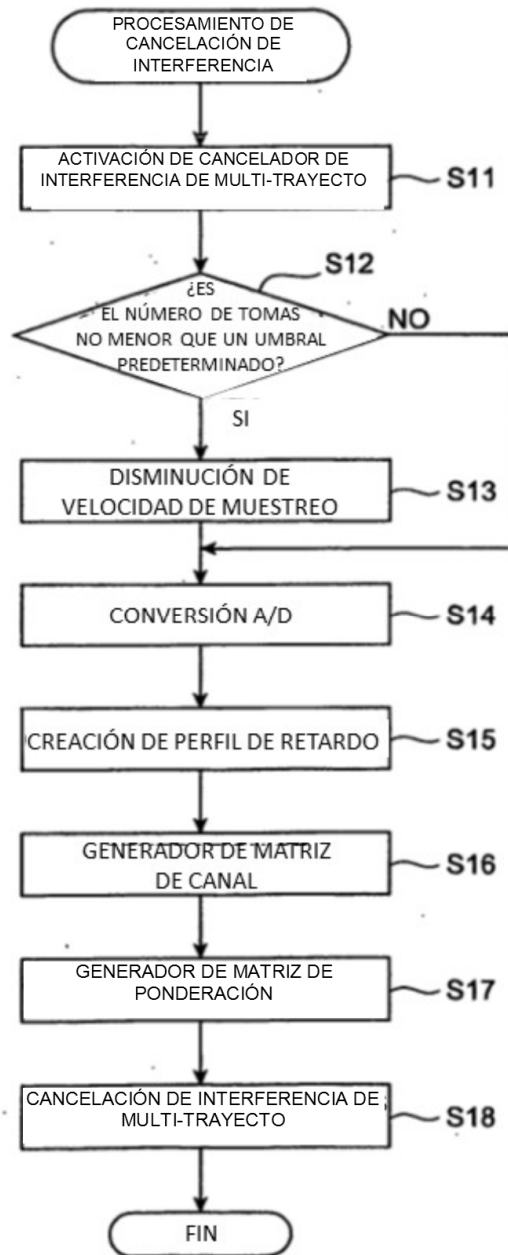 PROCESAMIENTO DE
CANCELACIÓN DE
INTERFERENCIA
ACTIVACIÓN DE CANCELADOR DE
INTERFERENCIA DE MULTI-TRAYECTO
S11
S12
¿ES
EL NÚMERO DE TOMAS
NO MENOR QUE UN UMBRAL
PREDETERMINADO?
NO
SI
DISMINUCIÓN DE
VELOCIDAD DE MUESTREO
S13
CONVERSIÓN A/D
S14
CREACIÓN DE PERFIL DE RETARDO
S15
GENERADOR DE MATRIZ
DE CANAL
S16
GENERADOR DE MATRIZ DE
PONDERACIÓN
S17
CANCELACIÓN DE INTERFERENCIA DE
MULTI-TRAYECTO
S18
FIN